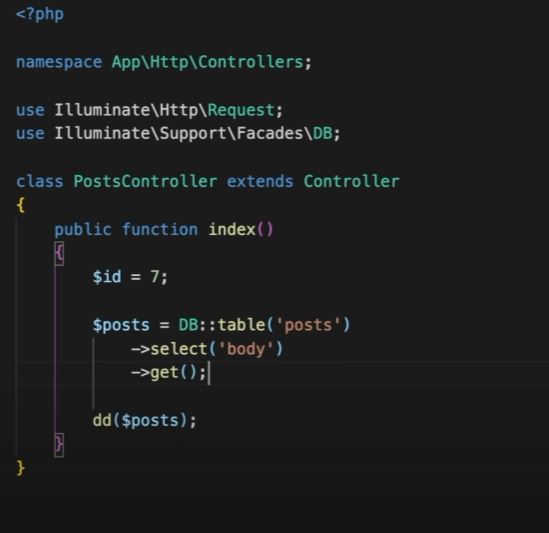 <?php
namespace App\Http\Controllers;
use Illuminate\Http\Request;
use Illuminate\Support\Facades\DB;
class PostsController extends Controller
{
    public function index()
    {
        $id = 7;
        $posts = DB::table('posts')
            ->select('body')
            ->get();
        dd($posts);
    }
}